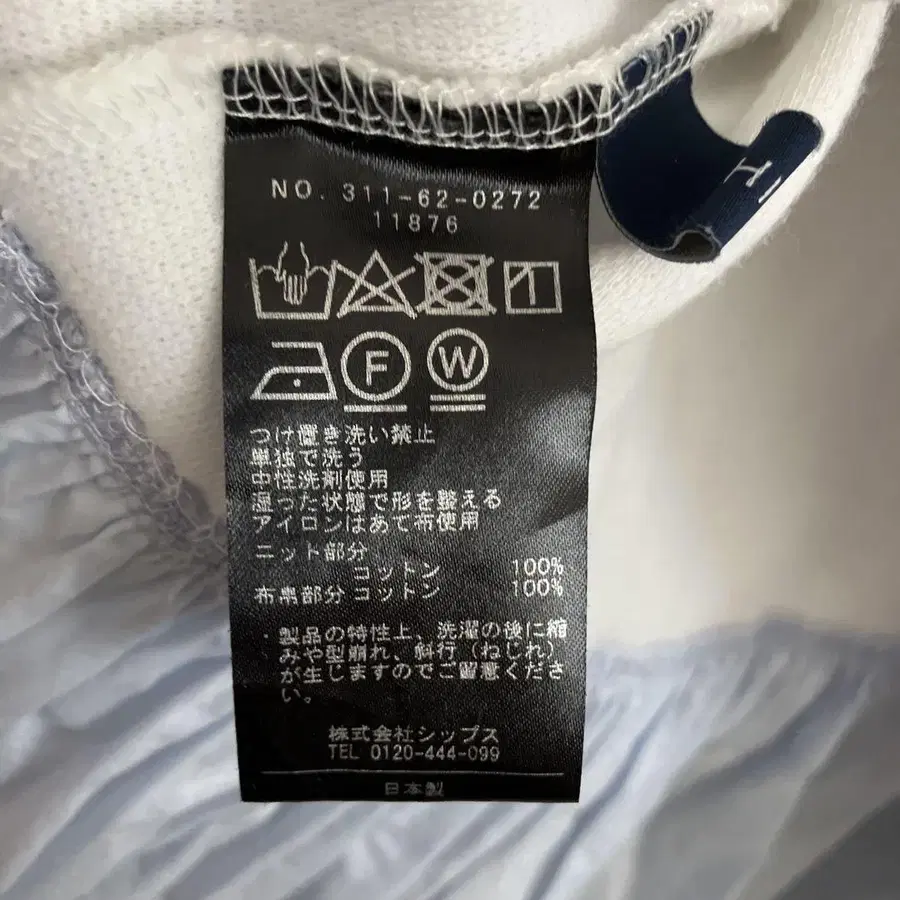 NO. 311-62-0272
11876
F W
つけ置き洗い禁止
単独で洗う
中性洗剤使用
湿った状態で形を整える
アイロンはあて布使用
ニット部分
コットン 100%
布帛部分 コットン 100%
・製品の特性上、洗濯の後に縮
みや型崩れ、斜行（ねじれ）
が生じますのでご留意くださ
い。
株式会社シップス
TEL 0120-444-099
日本製